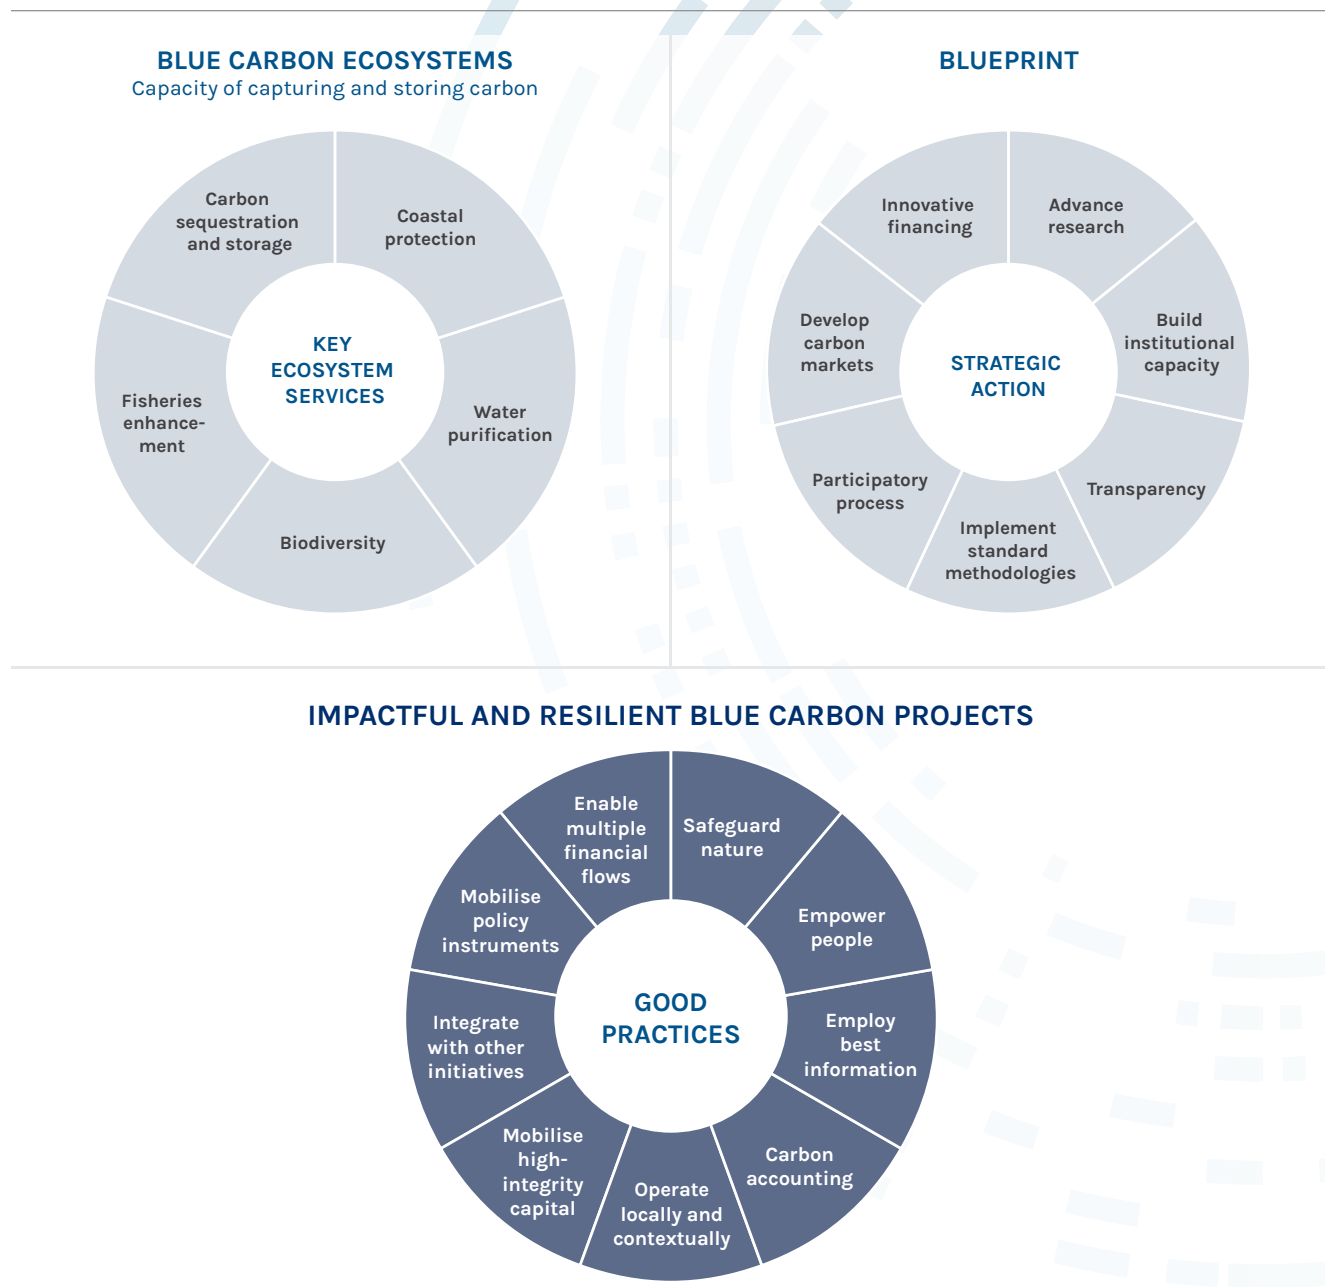 BLUE CARBON ECOSYSTEMS
Capacity of capturing and storing carbon
Carbon
sequestration
and storage
Coastal
protection
Water
purification
Biodiversity
Fisheries
enhance-
ment
KEY
ECOSYSTEM
SERVICES
BLUEPRINT
Innovative
financing
Advance
research
Build
institutional
capacity
Transparency
Implement
standard
methodologies
Participatory
process
Develop
carbon
markets
STRATEGIC
ACTION
IMPACTFUL AND RESILIENT BLUE CARBON PROJECTS
Enable
multiple
financial
flows
Safeguard
nature
Empower
people
Employ
best
information
Carbon
accounting
Operate
locally and
contextually
Mobilise
high-
integrity
capital
Integrate
with other
initiatives
Mobilise
policy
instruments
GOOD
PRACTICES